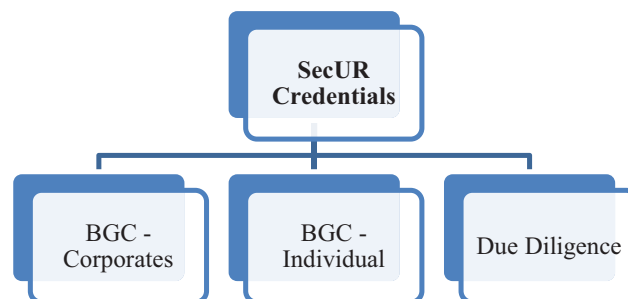 SecUR
Credentials
BGC -
Corporates
BGC -
Individual
Due Diligence